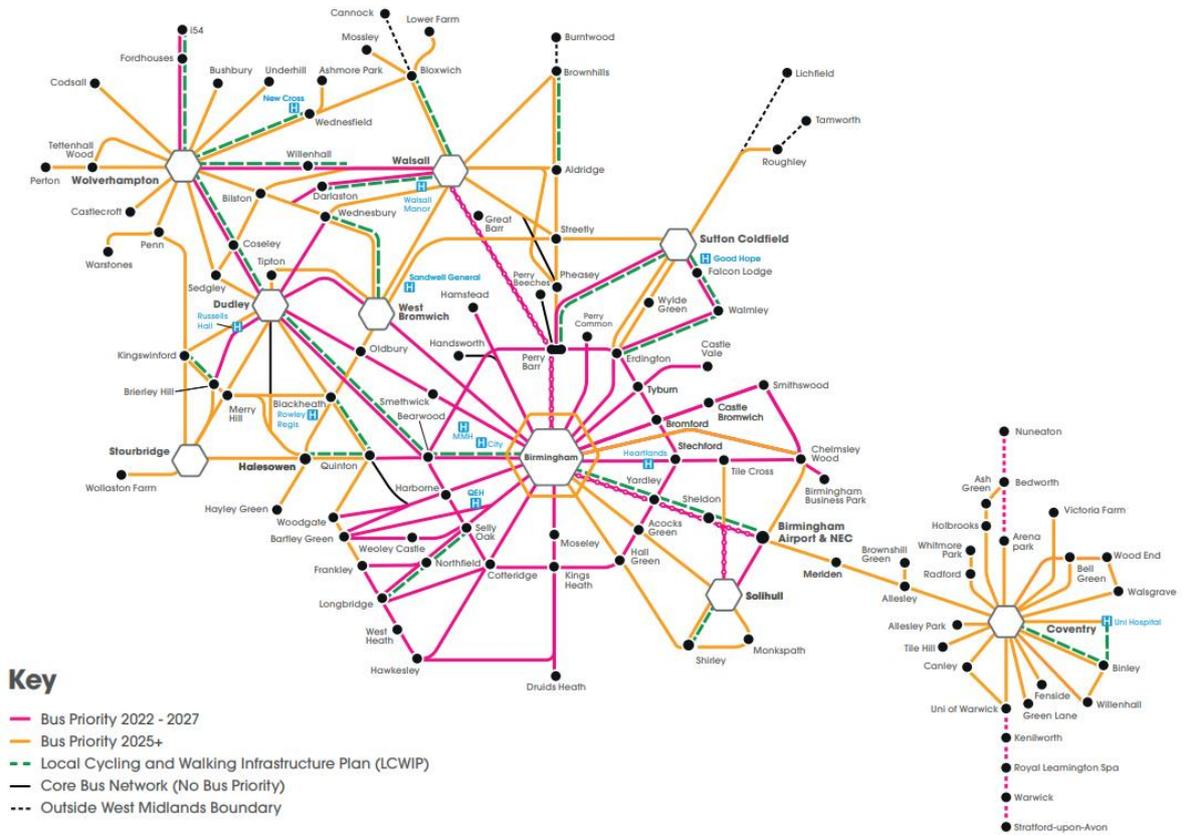 Cannock
Lower Farm
i54
Mossley
Burntwood
Fordhouses
Bushbury
Underhill
Ashmore Park
Bloxwich
Brownhills
Lichfield
Codsall
New Cross
H
Wednesfield
Tamworth
Tettenhall
Wood
Willenhall
Walsall
Roughley
Perton
Wolverhampton
Aldridge
Darlaston
H
Walsall
Manor
Bilston
Castlecroft
Wednesbury
Great
Barr
Streetly
Sutton Coldfield
Penn
Coseley
H
Good Hope
Warstones
Tipton
Falcon Lodge
Sedgley
Sandwell General
H
Perry
Beeches
Pheasey
Dudley
Hamstead
Wylde
Green
Russells
Hall
H
West
Bromwich
Perry
Common
Walmley
Handsworth
Castle
Vale
Kingswinford
Oldbury
Perry
Barr
Erdington
Brierley Hill
Smethwick
Tyburn
Smithswood
Merry
Hill
Blackheath
Bearwood
Castle
Bromwich
Rowley
Regis
H
H
MMH
H
City
Bromford
Nuneaton
Stourbridge
Birmingham
Heartlands
H
Stechford
Chelmsley
Wood
Halesowen
Quinton
Tile Cross
Wollaston Farm
Harborne
Yardley
Birmingham
Business Park
Ash
Green
Bedworth
QEH
H
Sheldon
Hayley Green
Woodgate
Selly
Oak
Acocks
Green
Birmingham
Airport & NEC
Holbrooks
Victoria Farm
Bartley Green
Weoley Castle
Moseley
Hall
Green
Brownshill
Green
Whitmore
Park
Arena
park
Wood End
Frankley
Northfield
Cotteridge
Kings
Heath
Meriden
Radford
Bell
Green
Longbridge
Solihull
Allesley
Walsgrave
West
Heath
Allesley Park
Coventry
H
Uni Hospital
Hawkesley
Shirley
Monkspath
Tile Hill
Canley
Binley
Druids Heath
Fenside
Uni of Warwick
Green Lane
Willenhall
Kenilworth
Royal Leamington Spa
Warwick
Stratford-upon-Avon
Key
Bus Priority 2022 - 2027
Bus Priority 2025+
Local Cycling and Walking Infrastructure Plan (LCWIP)
Core Bus Network (No Bus Priority)
Outside West Midlands Boundary